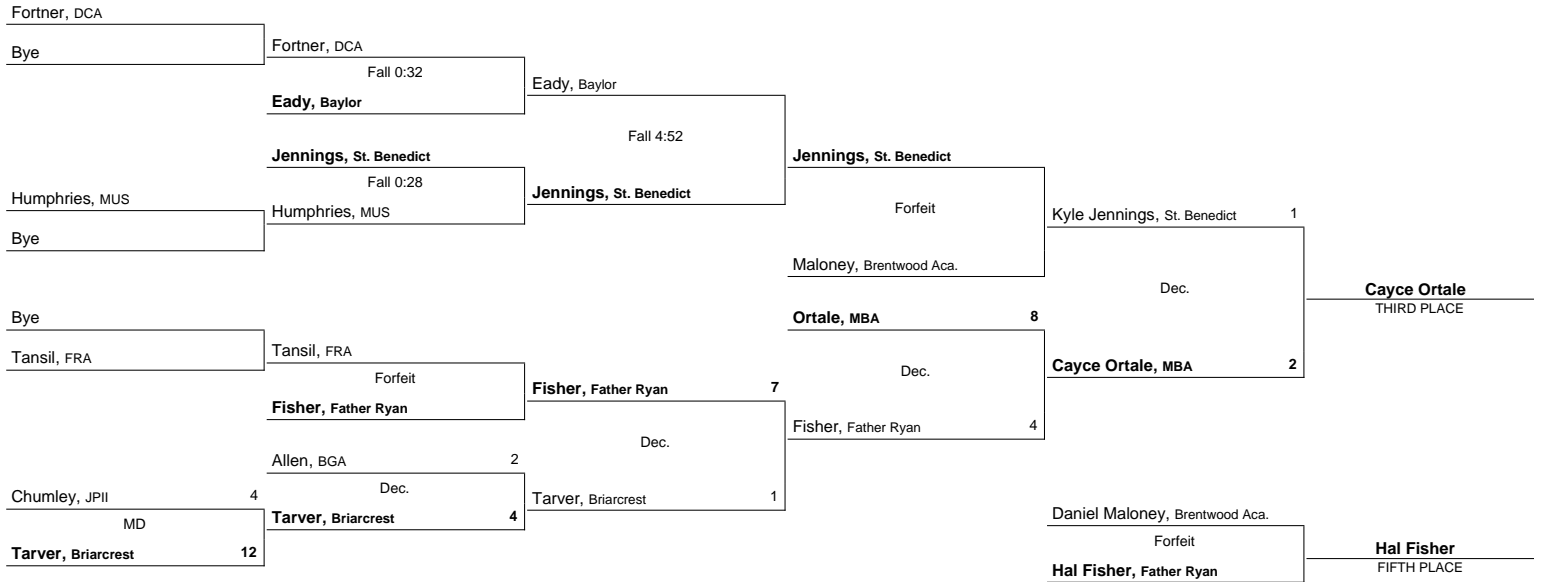 Fortner, DCA
Bye
Fortner, DCA
Fall 0:32
Eady, Baylor
Eady, Baylor
Fall 4:52
Jennings, St. Benedict
Fall 0:28
Humphries, MUS
Humphries, MUS
Bye
Jennings, St. Benedict
Jennings, St. Benedict
Forfeit
Maloney, Brentwood Aca.
Kyle Jennings, St. Benedict 1
Dec.
Cayce Ortale, MBA 2
Cayce Ortale
THIRD PLACE
Bye
Tansil, FRA
Tansil, FRA
Forfeit
Fisher, Father Ryan
Fisher, Father Ryan 7
Dec.
Tarver, Briarcrest 1
Ortale, MBA 8
Dec.
Fisher, Father Ryan 4
Allen, BGA 2
Dec.
Tarver, Briarcrest 4
Chumley, JPII 4
MD
Tarver, Briarcrest 12
Daniel Maloney, Brentwood Aca.
Forfeit
Hal Fisher, Father Ryan
Hal Fisher
FIFTH PLACE